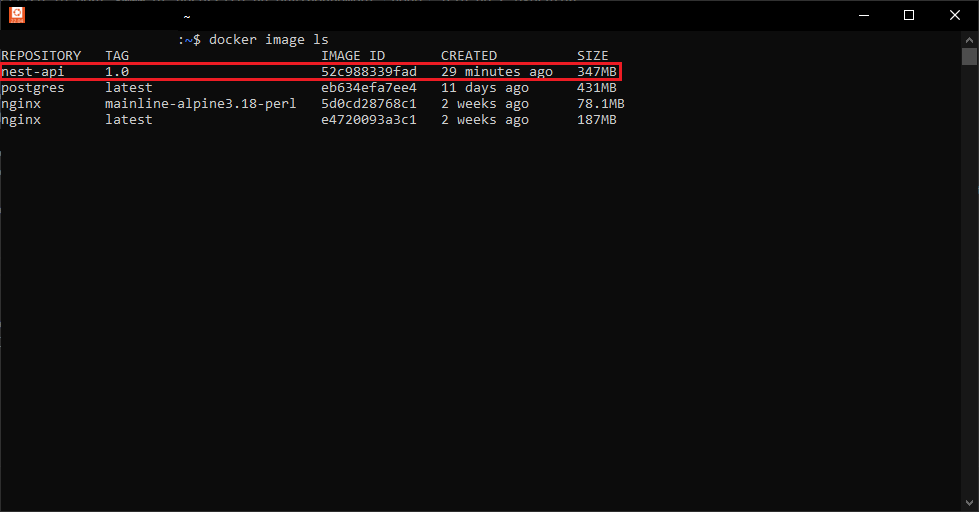 ~
:~$ docker image ls
REPOSITORY TAG IMAGE ID CREATED SIZE
nest-api 1.0 52c988339fad 29 minutes ago 347MB
postgres latest eb634efa7ee4 11 days ago 431MB
nginx mainline-alpine3.18-perl 5d0cd28768c1 2 weeks ago 78.1MB
nginx latest e4720093a3c1 2 weeks ago 187MB